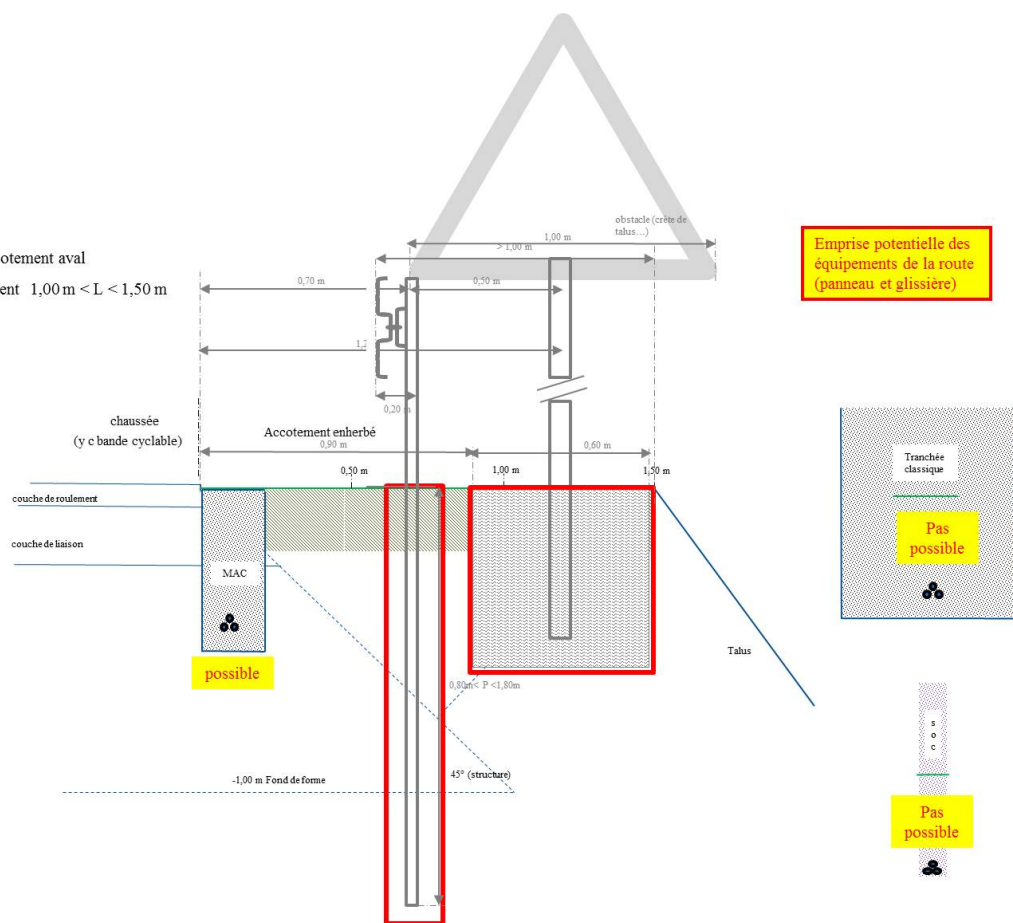 obstacle (crète de
talus…)
1,00 m
> 1,00 m
Emprise potentielle des
équipements de la route
(panneau et glissière)
otement aval
ent 1,00 m < L < 1,50 m
0,70 m
0,50 m
1,2
0,20 m
chaussée
(y c bande cyclable)
Accotement enherbé
0,90 m
0,60 m
0,50 m
1,00 m
1,50 m
couche de roulement
couche de liaison
MAC
possible
Tranchée
classique
Pas
possible
Talus
0,80m< P <1,80m
-1,00 m Fond de forme
45° (structure)
s
o
c
Pas
possible